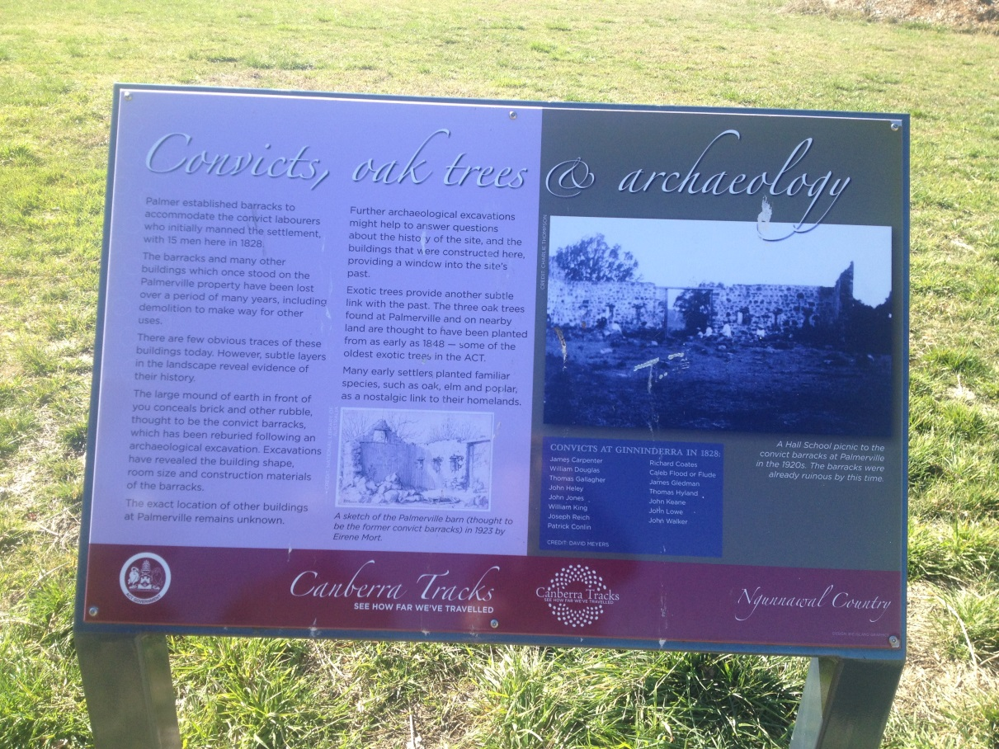 Convicts, oak trees & archaeology
Palmer established barracks to
accommodate the convict labourers
who initially manned the settlement,
with 15 men here in 1828.
The barracks and many other
buildings which once stood on the
Palmerville property have been lost
over a period of many years, including
demolition to make way for other
uses.
There are few obvious traces of these
buildings today. However, subtle layers
in the landscape reveal evidence of
their history.
The large mound of earth in front of
you conceals brick and other rubble,
thought to be the convict barracks,
which has been reburied following an
archaeological excavation. Excavations
have revealed the building shape,
room size and construction materials
of the barracks.
The exact location of other buildings
at Palmerville remains unknown.
Further archaeological excavations
might help to answer questions
about the history of the site, and the
buildings that were constructed here,
providing a window into the site's
past.
Exotic trees provide another subtle
link with the past. The three oak trees
found at Palmerville and on nearby
land are thought to have been planted
from as early as 1848 — some of the
oldest exotic trees in the ACT.
Many early settlers planted familiar
species, such as oak, elm and poplar,
as a nostalgic link to their homelands.
A sketch of the Palmerville barn (thought to
be the former convict barracks) in 1923 by
Eirene Mort.
CREDIT: CHARLIE THOMPSON
CONVICTS AT GINNINDERRA IN 1828:
James Carpenter
William Douglas
Thomas Gallagher
John Heley
John Jones
William King
Joseph Reich
Patrick Conlin
Richard Coates
Caleb Flood or Flude
James Gledman
Thomas Hyland
John Keane
John Lowe
John Walker
CREDIT: DAVID MEYERS
A Hall School picnic to the
convict barracks at Palmerville
in the 1920s. The barracks were
already ruinous by this time.
ACT GOVERNMENT
Canberra Tracks
SEE HOW FAR WE'VE TRAVELLED
Canberra Tracks
SEE HOW FAR WE'VE TRAVELLED
Ngunnawal Country